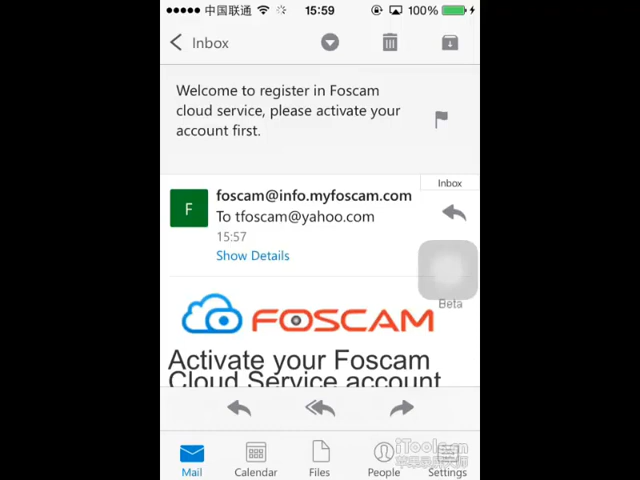 中国联通
15:59
100%
Inbox
Welcome to register in Foscam
cloud service, please activate your
account first.
Inbox
F
foscam@info.myfoscam.com
To tfoscam@yahoo.com
15:57
Show Details
Beta
FOSCAM
Activate your Foscam
Cloud Service account
iTools.cn
Mail
Calendar
Files
People
Settings